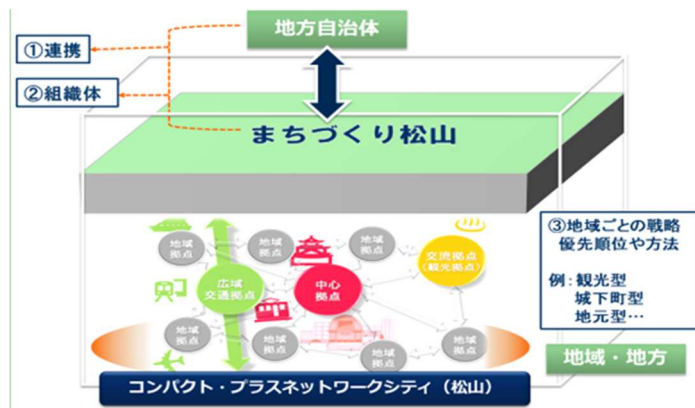 地方自治体
①連携
②組織体
まちづくり松山
地域
拠点
地域
拠点
地域
拠点
交流拠点
(観光拠点)
広域
交通拠点
中心
拠点
地域
拠点
地域
拠点
地域
拠点
地域
拠点
③地域ごとの戦略
優先順位や方法
例:観光型
城下町型
地元型…
地域・地方
コンパクト・プラスネットワークシティ(松山)